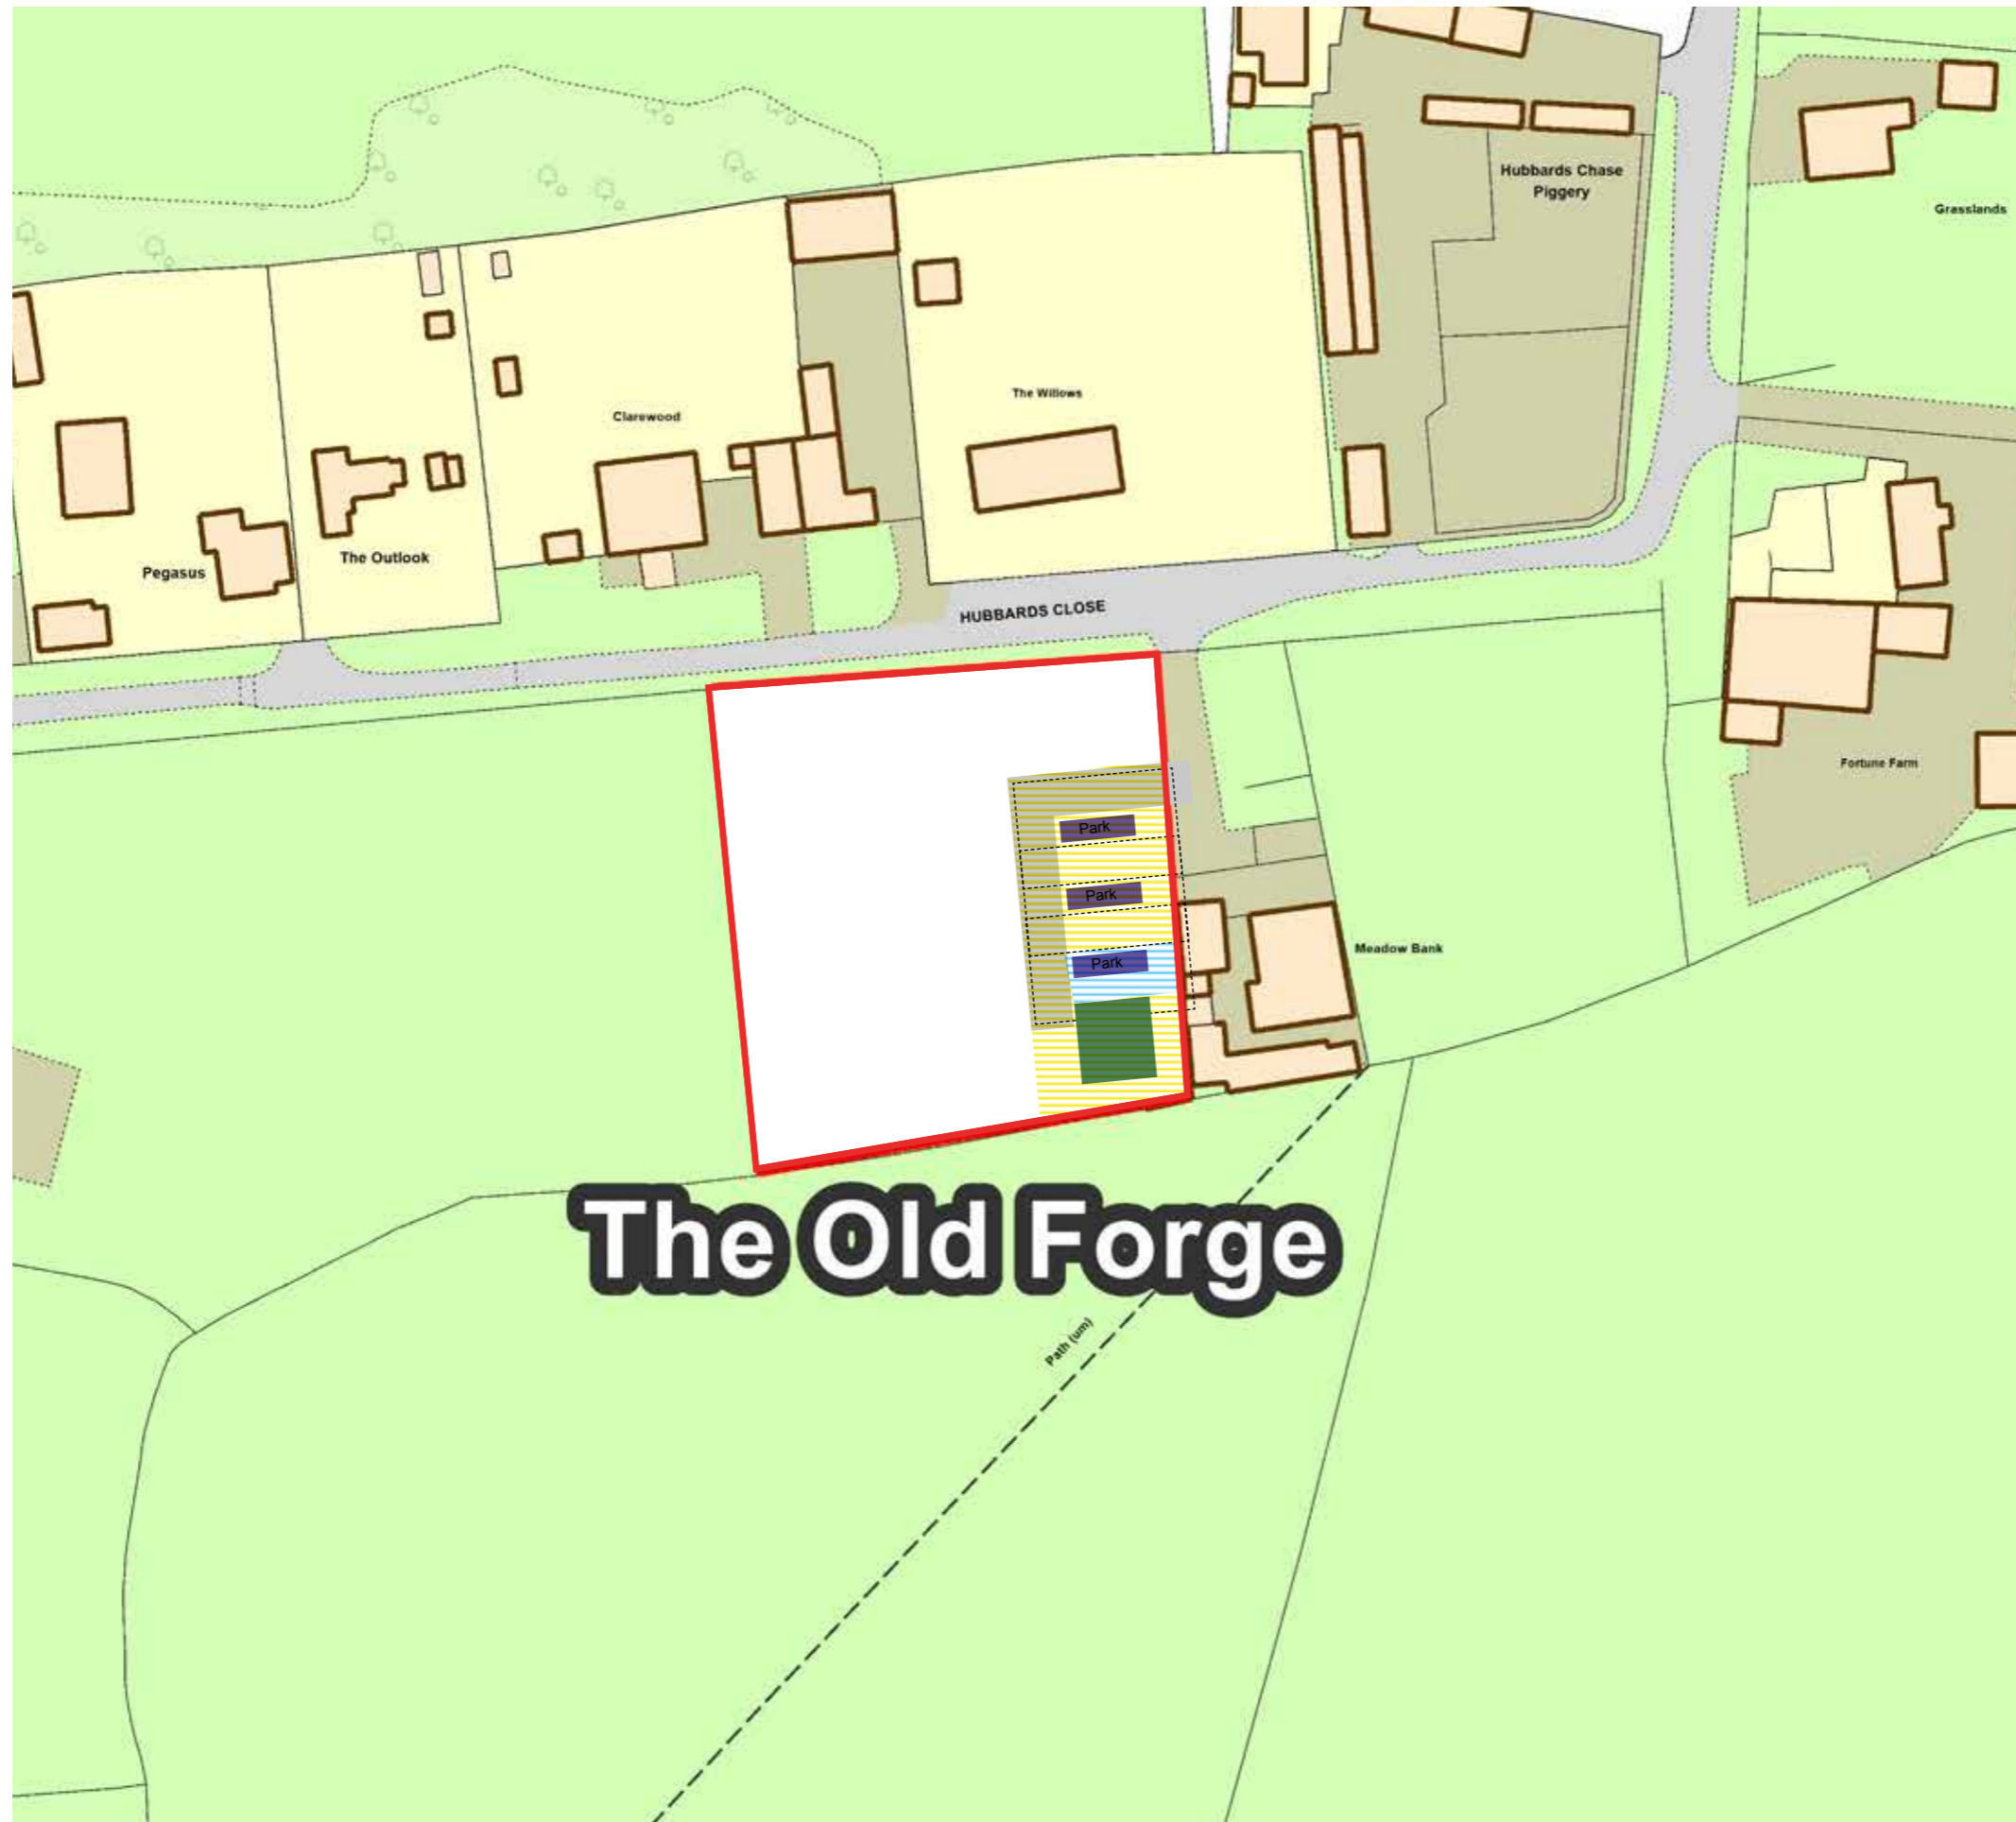 Hubbards Chase
Piggery
Grasslands
The Willows
Clarewood
The Outlook
Pegasus
HUBBARDS CLOSE
Fortune Farm
Park
Park
Park
Meadow Bank
The Old Forge
Path (um)